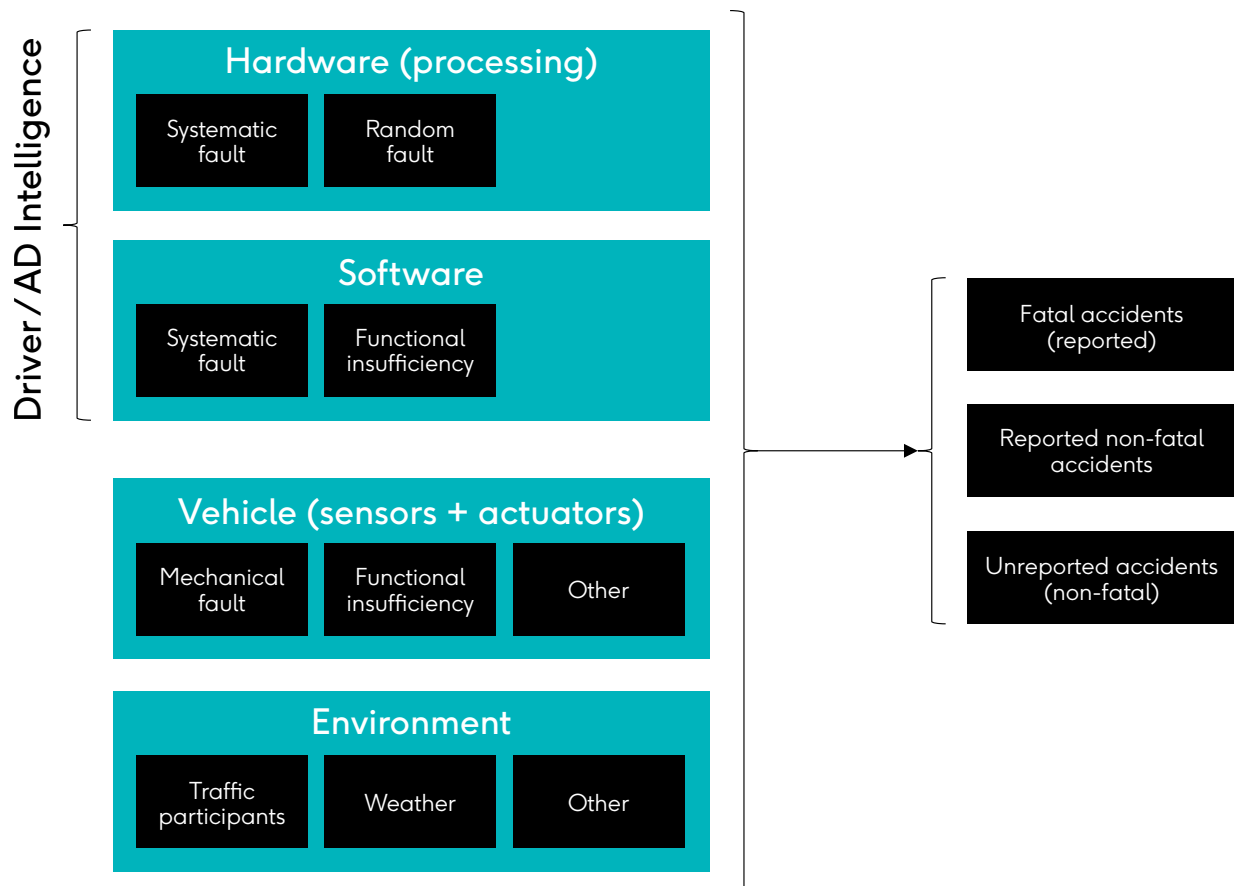 Driver / AD Intelligence
Hardware (processing)
Systematic
fault
Random
fault
Software
Systematic
fault
Functional
insufficiency
Vehicle (sensors + actuators)
Mechanical
fault
Functional
insufficiency
Other
Environment
Traffic
participants
Weather
Other
Fatal accidents
(reported)
Reported non-fatal
accidents
Unreported accidents
(non-fatal)